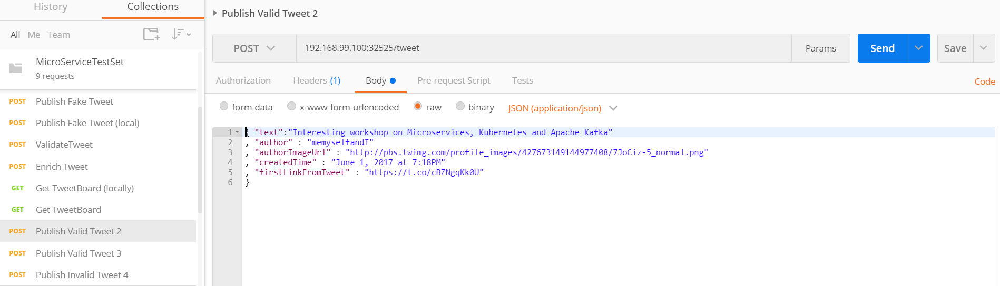 History Collections
All Me Team
MicroServiceTestSet
9 requests
POST Publish Fake Tweet
POST Publish Fake Tweet (local)
POST ValidateTweet
POST Enrich Tweet
GET Get TweetBoard (locally)
GET Get TweetBoard
POST Publish Valid Tweet 2
POST Publish Valid Tweet 3
POST Publish Invalid Tweet 4
Publish Valid Tweet 2
POST 192.168.99.100:32525/tweet Params Send Save
Authorization Headers (1) Body Pre-request Script Tests Code
form-data x-www-form-urlencoded raw binary JSON (application/json)
1 { "text":"Interesting workshop on Microservices, Kubernetes and Apache Kafka"
2 , "author" : "memyselfandI"
3 , "authorImageUrl" : "http://pbs.twimg.com/profile_images/427673149144977408/7JoCiz-5_normal.png"
4 , "createdTime" : "June 1, 2017 at 7:18PM"
5 , "firstLinkFromTweet" : "https://t.co/cBZNgqKk0U"
6 }